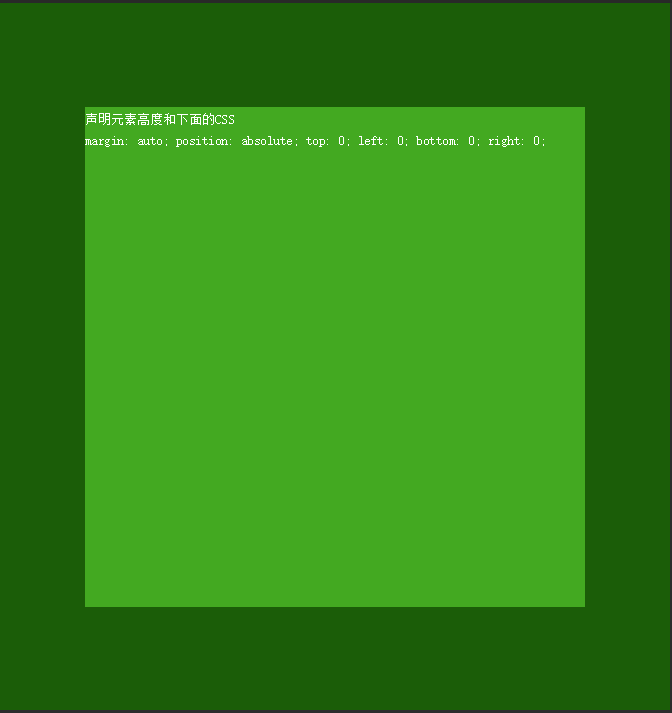 声明元素高度和下面的CSS
margin: auto; position: absolute; top: 0; left: 0; bottom: 0; right: 0;